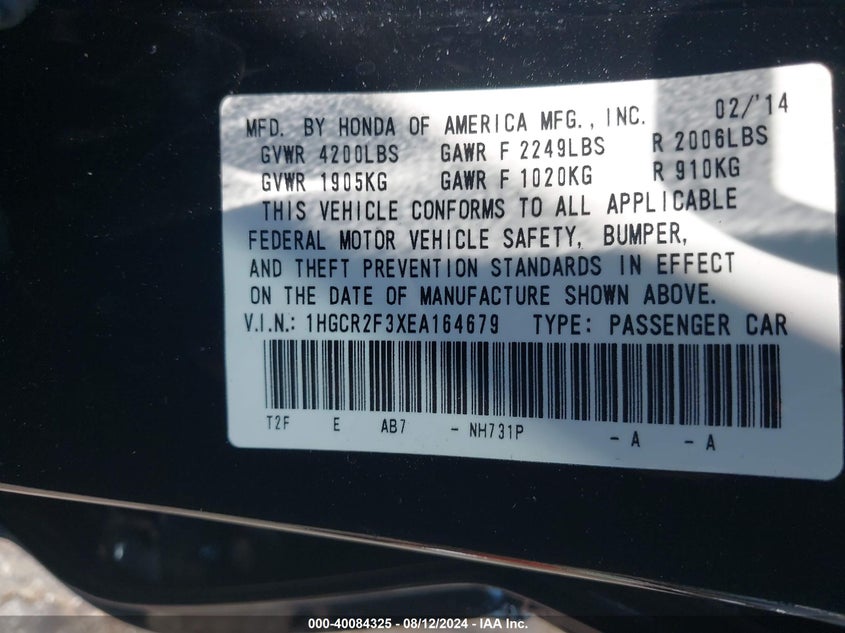 MFD. BY HONDA OF AMERICA MFG., INC. 02/'14
GVWR 4200LBS GAWR F 2249LBS R 2006LBS
GVWR 1905KG GAWR F 1020KG R 910KG
THIS VEHICLE CONFORMS TO ALL APPLICABLE
FEDERAL MOTOR VEHICLE SAFETY, BUMPER,
AND THEFT PREVENTION STANDARDS IN EFFECT
ON THE DATE OF MANUFACTURE SHOWN ABOVE.
V.I.N.: 1HGCR2F3XEA164679 TYPE: PASSENGER CAR
T2F E AB7 - NH731P - A - A
000-40084325 - 08/12/2024 - IAA Inc.